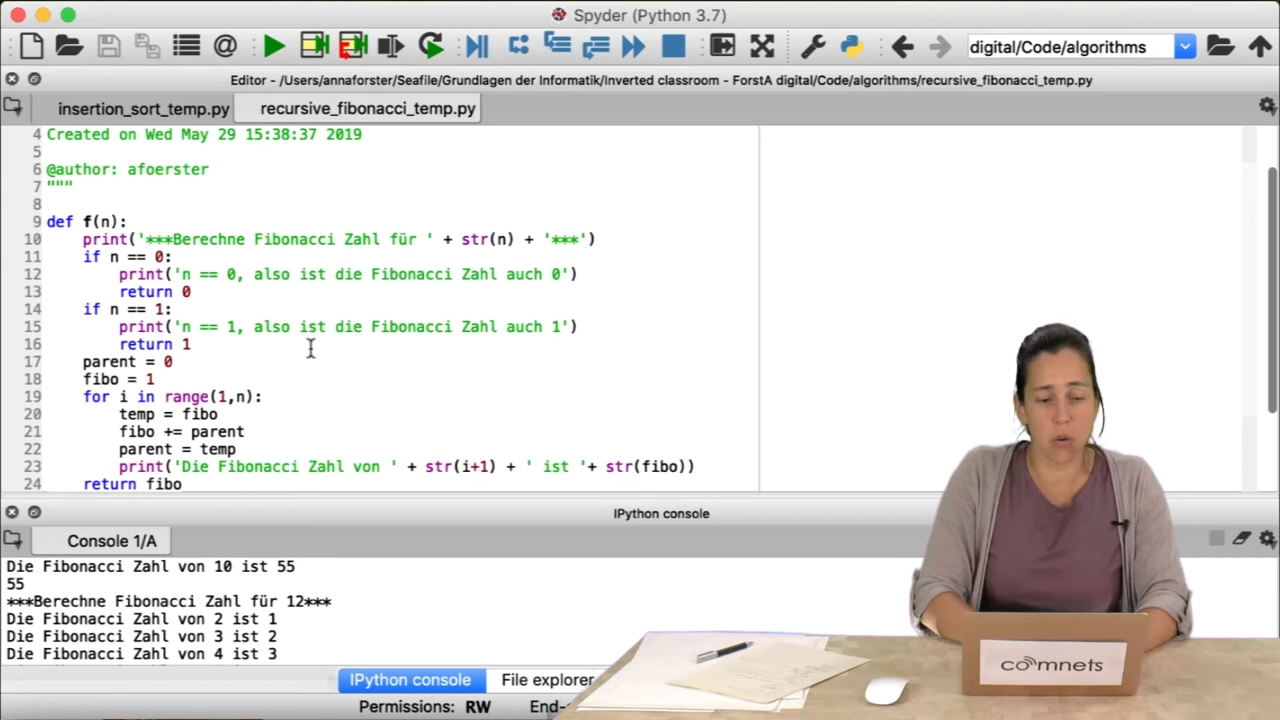 Spyder (Python 3.7)
digital/Code/algorithms
Editor - /Users/annaforster/Seafile/Grundlagen der Informatik/Inverted classroom - ForstA digital/Code/algorithms/recursive_fibonacci_temp.py
insertion_sort_temp.py recursive_fibonacci_temp.py
4 Created on Wed May 29 15:38:37 2019
5
6 @author: afoerster
7 """
8
9 def f(n):
10 print('***Berechne Fibonacci Zahl für ' + str(n) + '***')
11 if n == 0:
12 print('n == 0, also ist die Fibonacci Zahl auch 0')
13 return 0
14 if n == 1:
15 print('n == 1, also ist die Fibonacci Zahl auch 1')
16 return 1
17 parent = 0
18 fibo = 1
19 for i in range(1,n):
20 temp = fibo
21 fibo += parent
22 parent = temp
23 print('Die Fibonacci Zahl von ' + str(i+1) + ' ist '+ str(fibo))
24 return fibo
IPython console
Console 1/A
Die Fibonacci Zahl von 10 ist 55
55
***Berechne Fibonacci Zahl für 12***
Die Fibonacci Zahl von 2 ist 1
Die Fibonacci Zahl von 3 ist 2
Die Fibonacci Zahl von 4 ist 3
IPython console File explorer
Permissions: RW End-
comnets